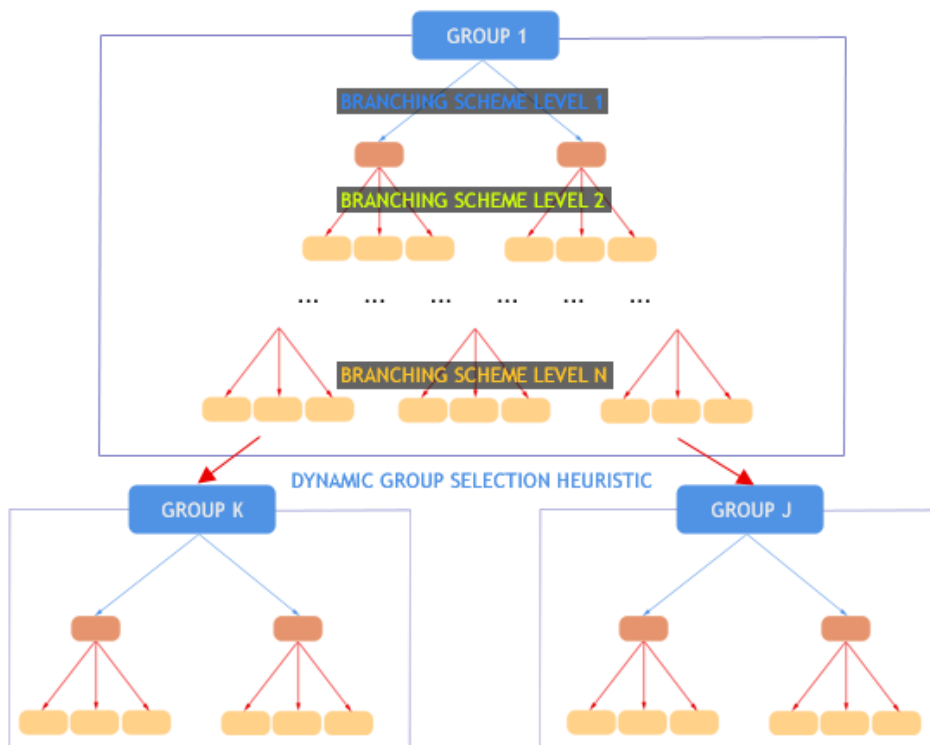 GROUP 1
BRANCHING SCHEME LEVEL 1
BRANCHING SCHEME LEVEL 2
... ... ... ... ... ...
BRANCHING SCHEME LEVEL N
DYNAMIC GROUP SELECTION HEURISTIC
GROUP K
GROUP J